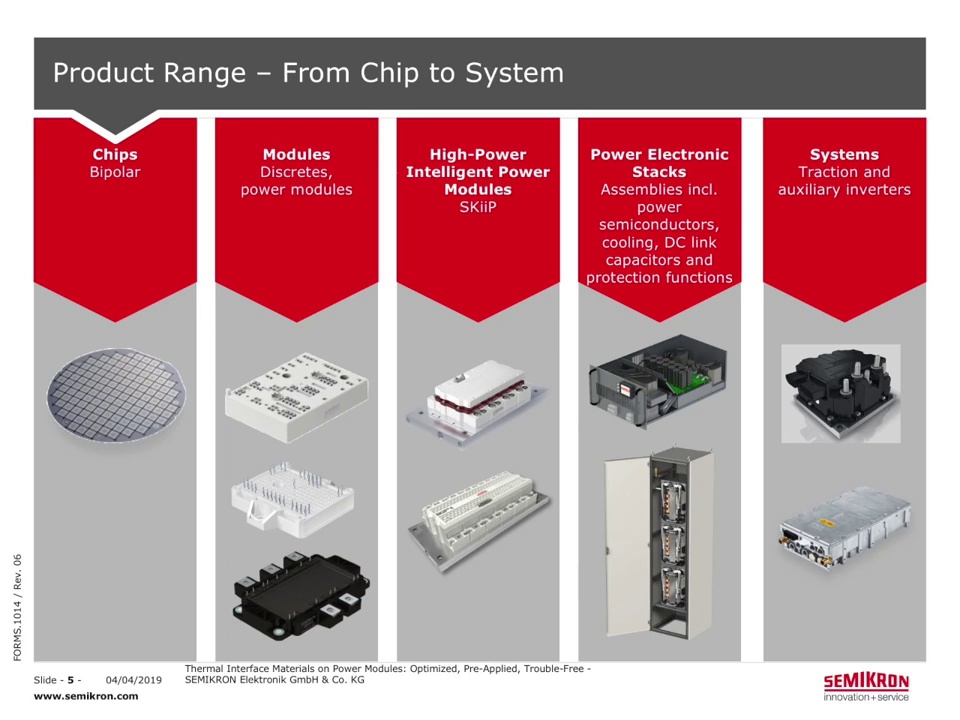 Product Range – From Chip to System
Chips
Bipolar
Modules
Discretes,
power modules
High-Power
Intelligent Power
Modules
SKiiP
Power Electronic
Stacks
Assemblies incl.
power
semiconductors,
cooling, DC link
capacitors and
protection functions
Systems
Traction and
auxiliary inverters
FORMS.1014 / Rev. 06
Slide - 5 - 04/04/2019
Thermal Interface Materials on Power Modules: Optimized, Pre-Applied, Trouble-Free -
SEMIKRON Elektronik GmbH & Co. KG
www.semikron.com
SEMIKRON
innovation+service